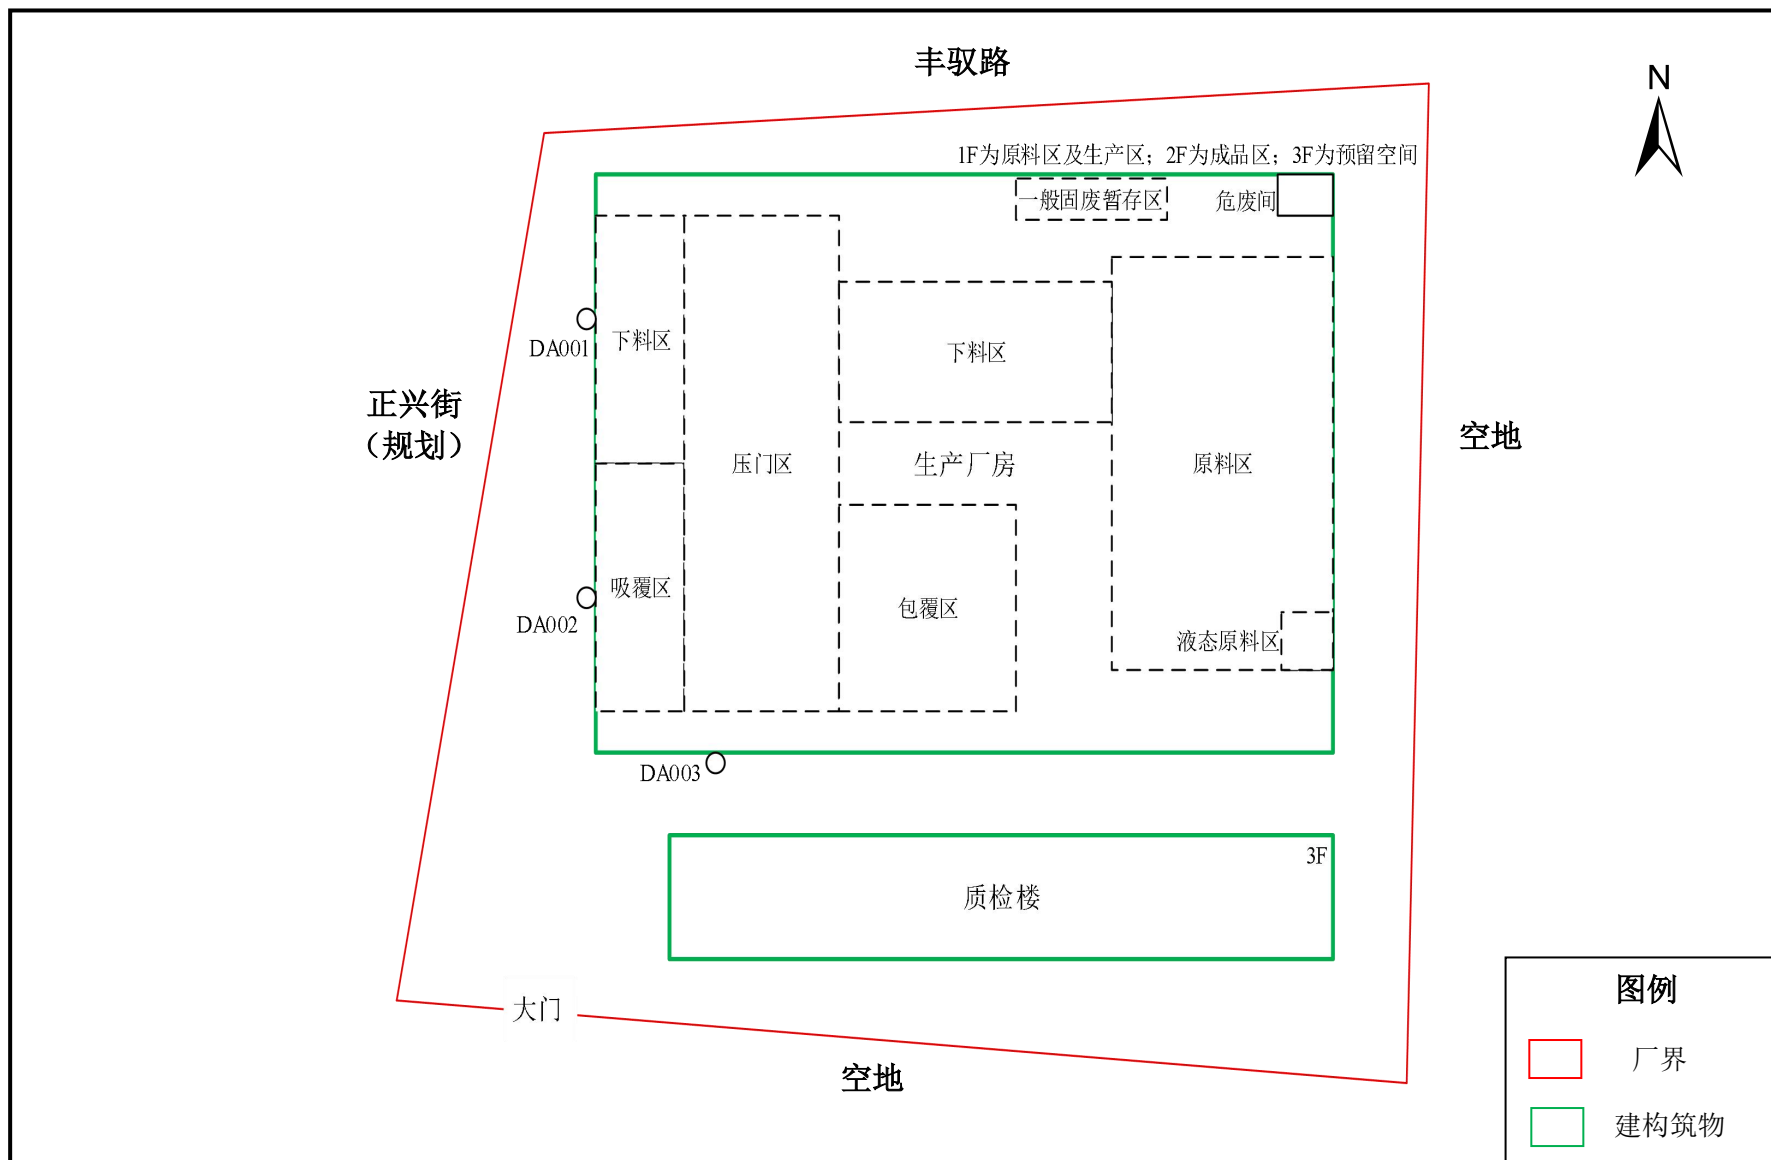 丰驭路
N
1F为原料区及生产区；2F为成品区；3F为预留空间
一般固废暂存区
危废间
DA001
下料区
下料区
正兴街
（规划）
压门区
生产厂房
原料区
空地
吸覆区
包覆区
DA002
液态原料区
DA003
3F
质检楼
大门
空地
图例
厂界
建构筑物